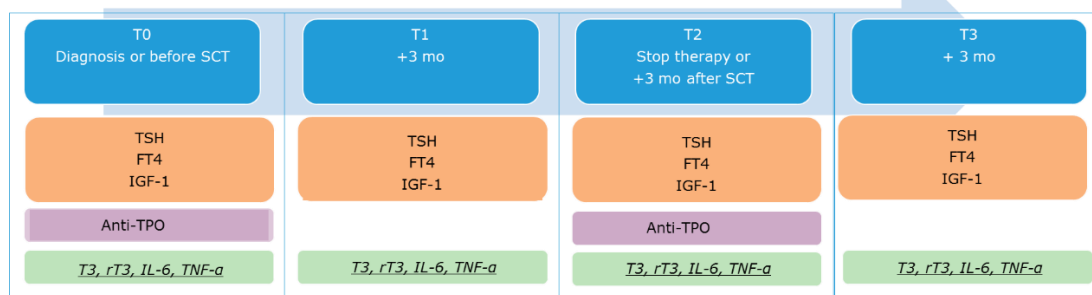 T0
Diagnosis or before SCT
T1
+3 mo
T2
Stop therapy or
+3 mo after SCT
T3
+ 3 mo
TSH
FT4
IGF-1
TSH
FT4
IGF-1
TSH
FT4
IGF-1
TSH
FT4
IGF-1
Anti-TPO
Anti-TPO
T3, rT3, IL-6, TNF-a
T3, rT3, IL-6, TNF-a
T3, rT3, IL-6, TNF-a
T3, rT3, IL-6, TNF-a